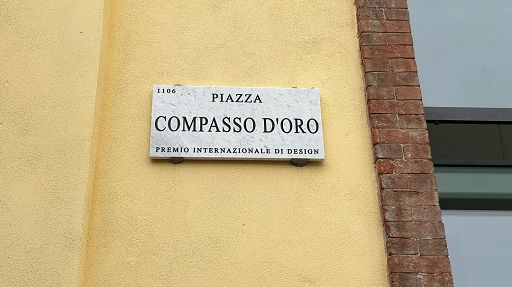 1106
PIAZZA
COMPASSO D'ORO
PREMIO INTERNAZIONALE DI DESIGN